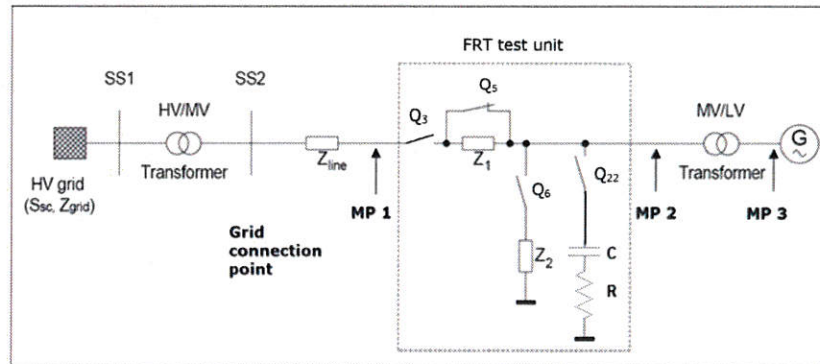 FRT test unit
SS1
SS2
Q5
HV/MV
Q3
MV/LV
G
Zline
Z1
Transformer
Q22
Transformer
HV grid
(Ssc, Zgrid)
Q6
MP 1
MP 2
MP 3
Grid
connection
point
Z2
C
R